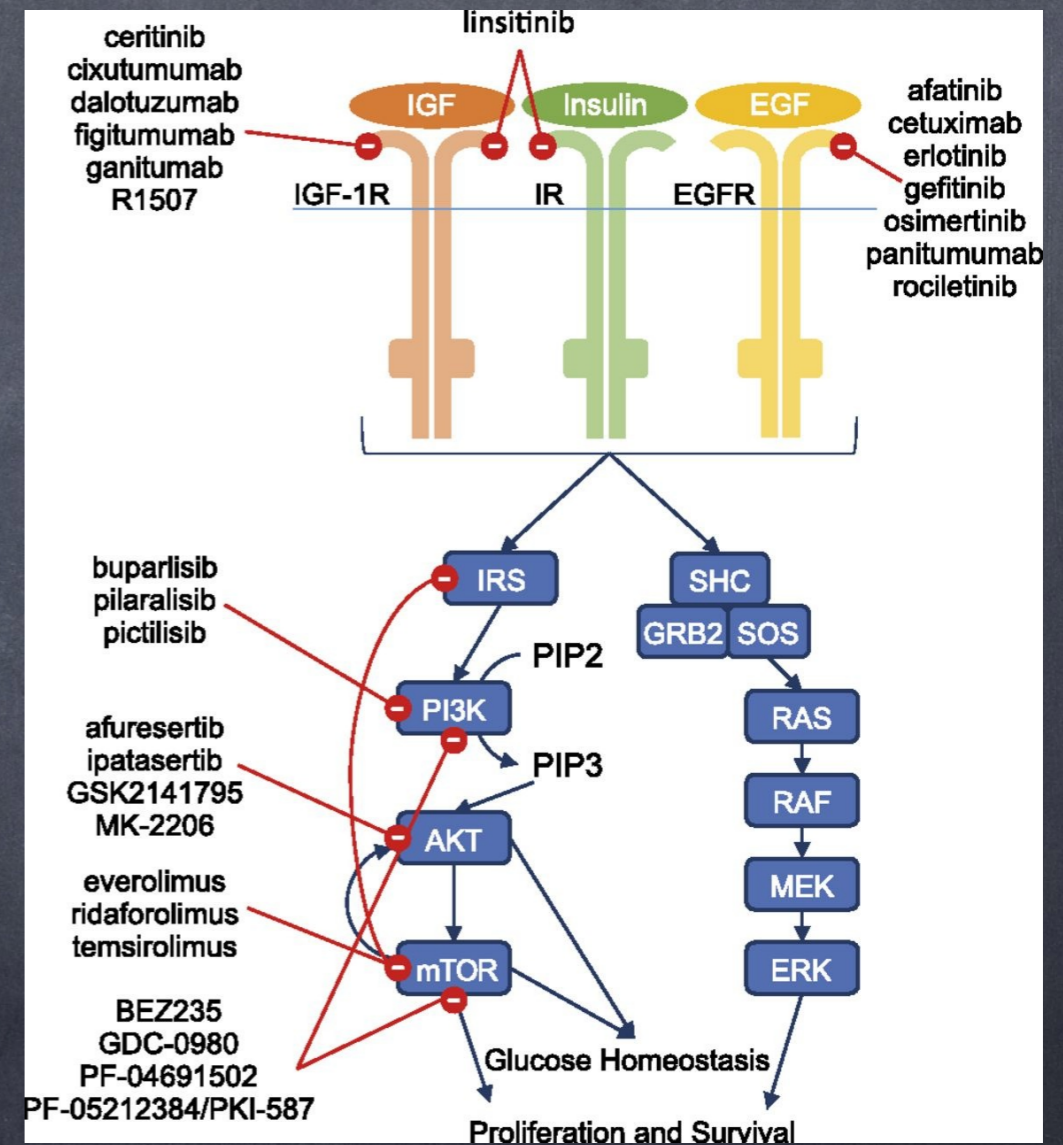 linsitinib
ceritinib
cixutumumab
dalotuzumab
figitumumab
ganitumab
R1507
IGF
Insulin
EGF
afatinib
cetuximab
erlotinib
gefitinib
osimertinib
panitumumab
rociletinib
IGF-1R
IR
EGFR
buparlisib
pilaralisib
pictilisib
IRS
SHC
GRB2
SOS
PIP2
PI3K
RAS
afuresertib
ipatasertib
GSK2141795
MK-2206
PIP3
RAF
AKT
MEK
everolimus
ridaforolimus
temsirolimus
mTOR
ERK
BEZ235
GDC-0980
PF-04691502
PF-05212384/PKI-587
Glucose Homeostasis
Proliferation and Survival